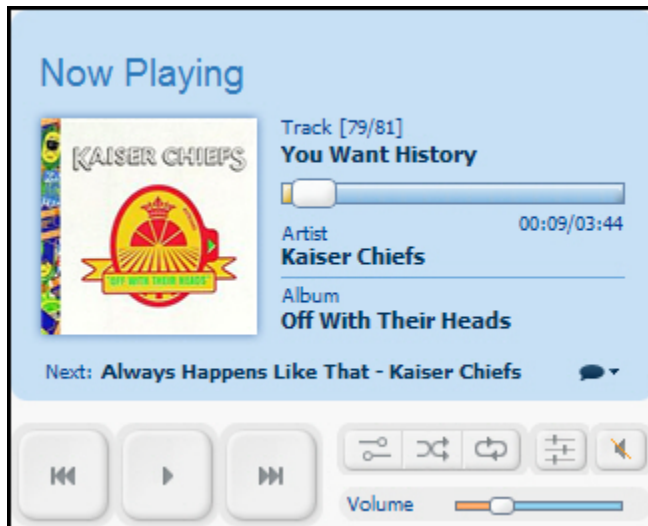 Now Playing
KAISER CHIEFS
OFF WITH THEIR HEADS
Track [79/81]
You Want History
00:09/03:44
Artist
Kaiser Chiefs
Album
Off With Their Heads
Next: Always Happens Like That - Kaiser Chiefs
Volume